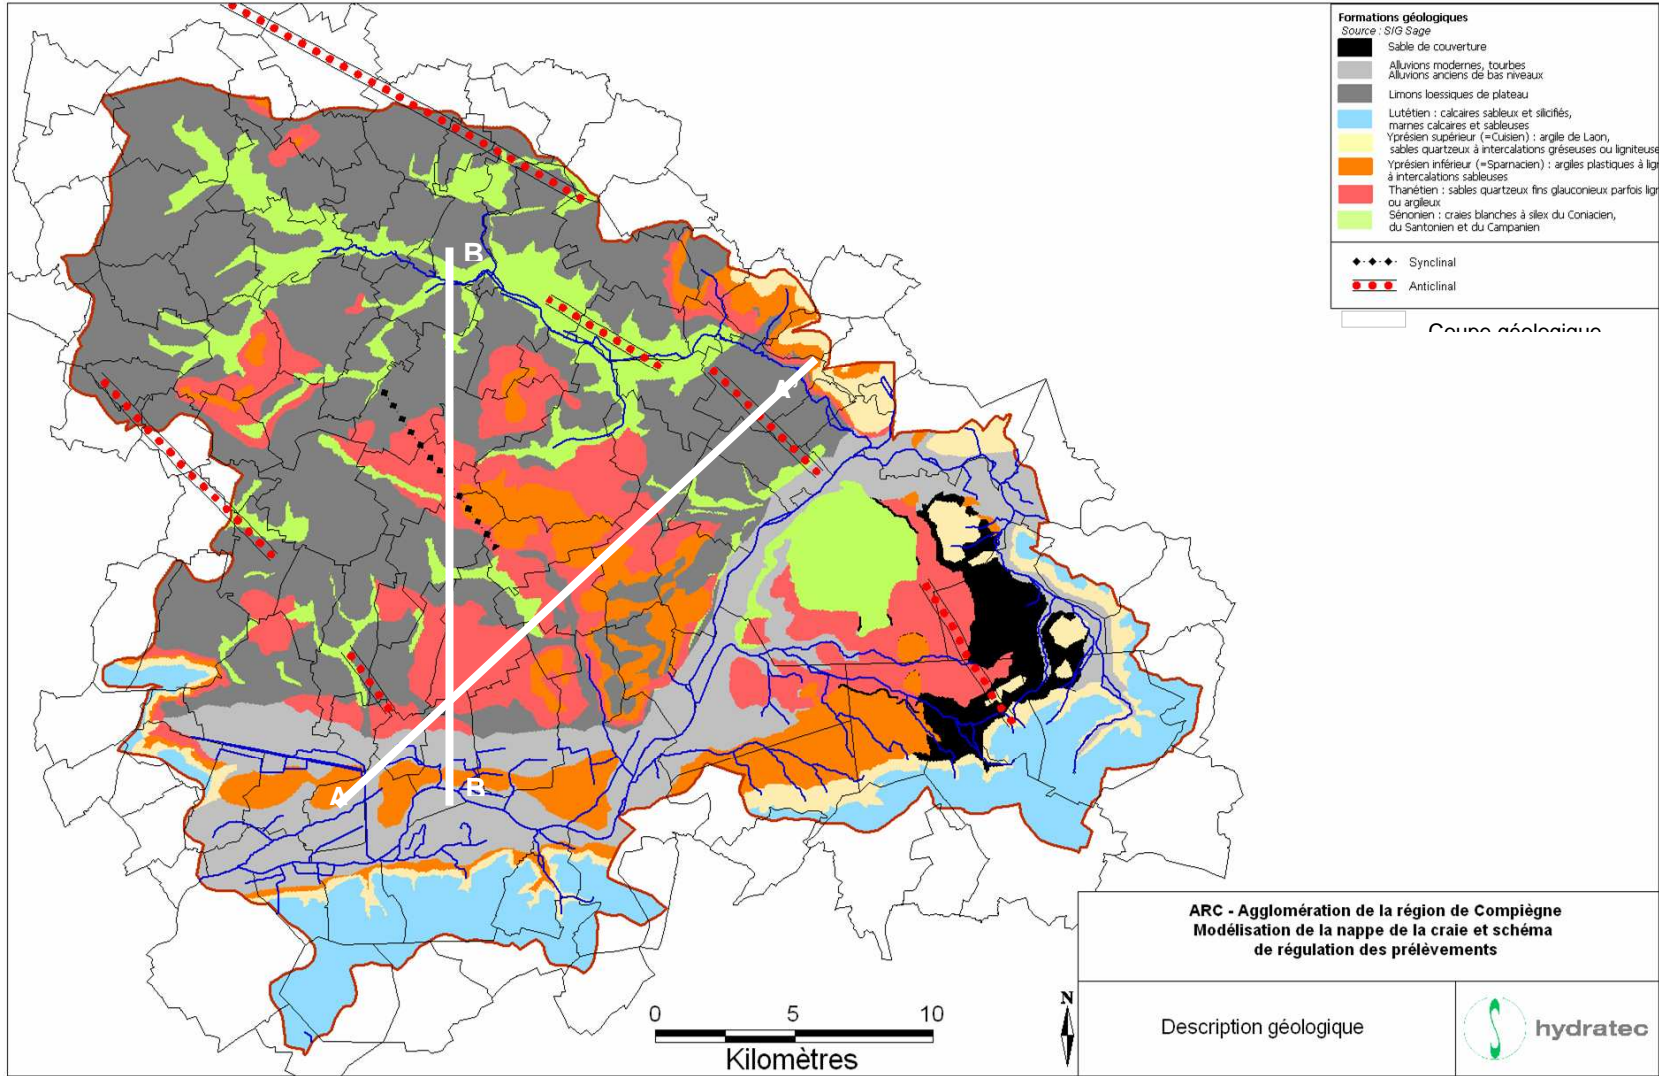 Formations géologiques
Source : SIG Sage
Sable de couverture
Alluvions modernes, tourbes
Alluvions anciens de bas niveaux
Limons loessiques de plateau
Lutétien : calcaires sableux et silicifiés,
marnes calcaires et sableuses
Yprésien supérieur (=Cuisien) : argile de Laon,
sables quartzeux à intercalations gréseuses ou ligniteuse
Yprésien inférieur (=Sparnacien) : argiles plastiques à lig
à intercalations sableuses
Thanétien : sables quartzeux fins glauconieux parfois lig
ou argileux
Sénonien : craies blanches à silex du Coniacien,
du Santonien et du Campanien
Synclinal
Anticlinal
Coupe géologique
B
A
A
B
0 5 10
Kilomètres
N
ARC - Agglomération de la région de Compiègne
Modélisation de la nappe de la craie et schéma
de régulation des prélèvements
Description géologique
hydratec